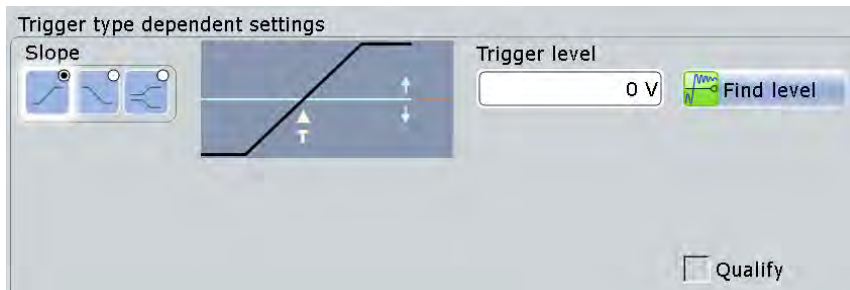 Trigger type dependent settings
Slope
Trigger level
0 V
Find level
T
Qualify